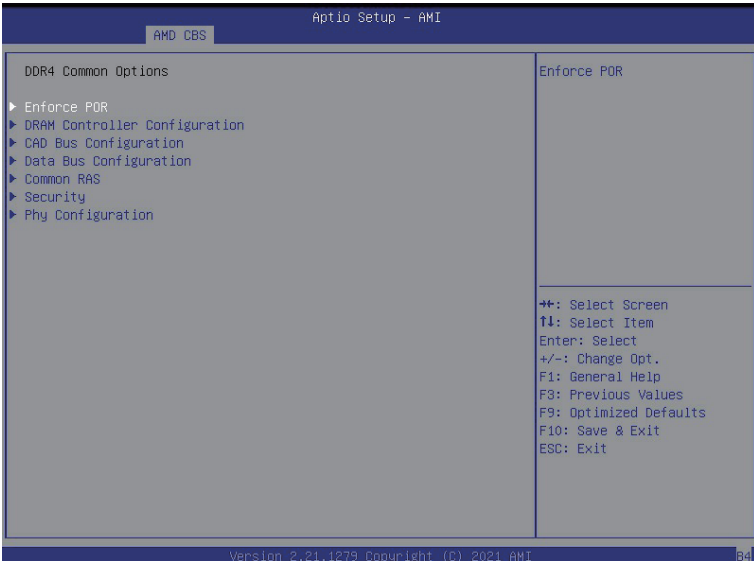 Aptio Setup – AMI
AMD CBS
DDR4 Common Options
Enforce POR
DRAM Controller Configuration
CAD Bus Configuration
Data Bus Configuration
Common RAS
Security
Phy Configuration
Enforce POR
→←: Select Screen
↑↓: Select Item
Enter: Select
+/-: Change Opt.
F1: General Help
F3: Previous Values
F9: Optimized Defaults
F10: Save & Exit
ESC: Exit
Version 2.21.1279 Copyright (C) 2021 AMI
B4